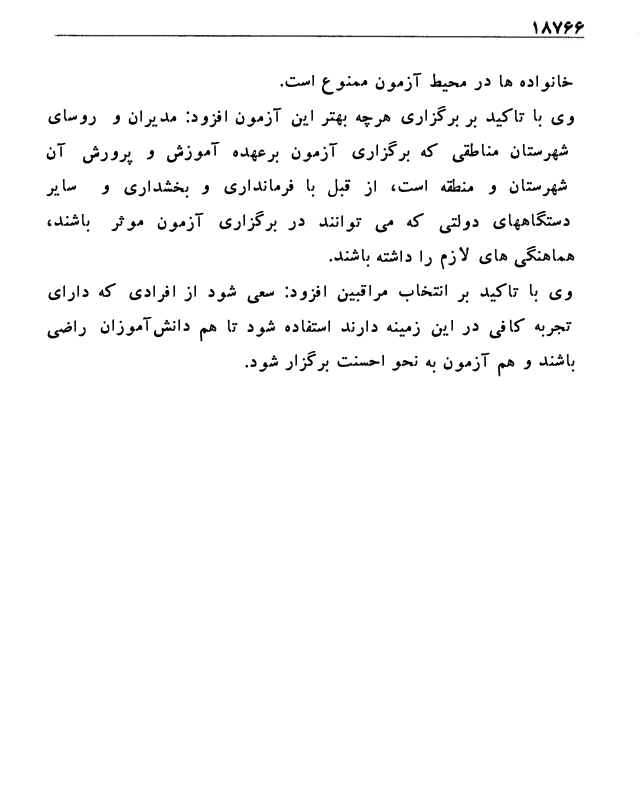 ۱۸۷۶۶
خانواده ها در محیط آزمون ممنوع است.
وی با تاکید بر برگزاری هرچه بهتر این آزمون افزود: مدیران و روسای
شهرستان مناطقی که برگزاری آزمون برعهده آموزش و پرورش آن
شهرستان و منطقه است، از قبل با فرمانداری و بخشداری و سایر
دستگاههای دولتی که می توانند در برگزاری آزمون موثر باشند،
هماهنگی های لازم را داشته باشند.
وی با تاکید بر انتخاب مراقبین افزود: سعی شود از افرادی که دارای
تجربه کافی در این زمینه دارند استفاده شود تا هم دانش‌آموزان راضی
باشند و هم آزمون به نحو احسنت برگزار شود.